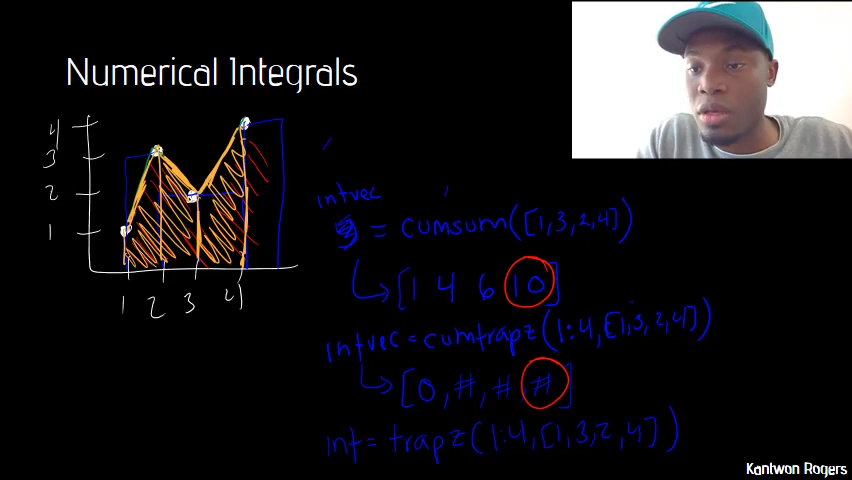 Numerical Integrals
4
3
2
1
1 2 3 4
intvec
= cumsum([1,3,2,4])
[1 4 6 10]
intvec=cumtrapz(1:4,[1,3,2,4])
[0,#,#,#]
int=trapz(1:4,[1,3,2,4])
Kantwon Rogers